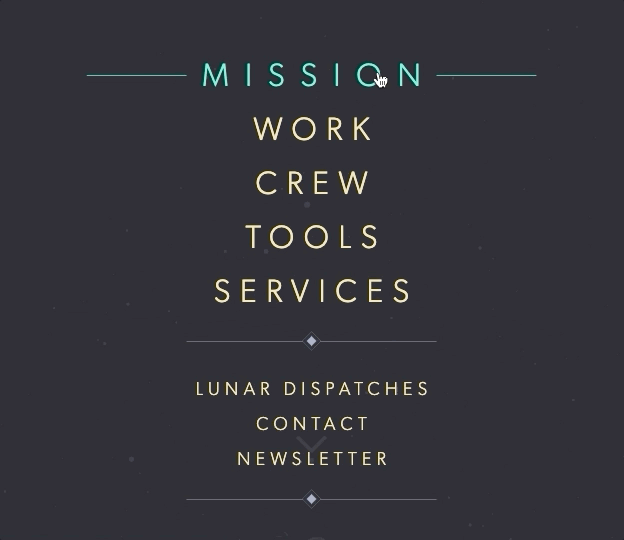 MISSION
WORK
CREW
TOOLS
SERVICES
LUNAR DISPATCHES
CONTACT
NEWSLETTER